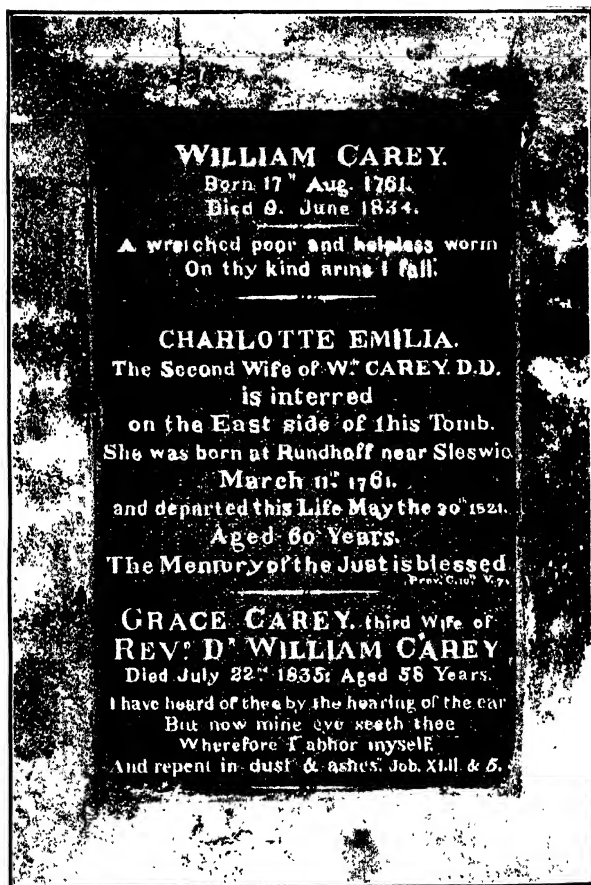 WILLIAM CAREY.
Born 17ᵗʰ Aug. 1761.
Died 9. June 1834.
A wretched poor and helpless worm
On thy kind arms I fall.
CHARLOTTE EMILIA.
The Second Wife of Wᵐ CAREY. D.D.
is interred
on the East side of this Tomb.
She was born at Rundhoff near Sleswic
March 11ᵗʰ 1761.
and departed this Life May the 30ᵗʰ 1821.
Aged 60 Years.
The Memory of the Just is blessed
Prov. C. 10ᵗʰ V. 7.
GRACE CAREY. third Wife of
REVᴰ. Dᴿ WILLIAM CAREY
Died July 22ⁿᵈ 1835: Aged 58 Years.
I have heard of thee by the hearing of the ear
But now mine eye seeth thee
Wherefore I abhor myself
And repent in dust & ashes. Job.